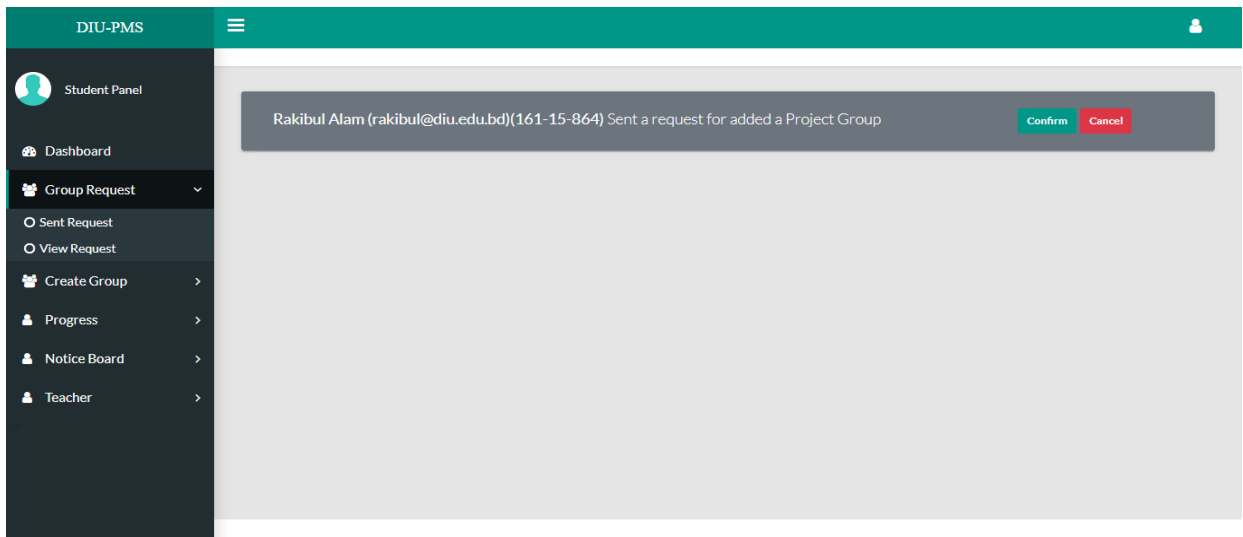 DIU-PMS
Student Panel
Dashboard
Group Request
Sent Request
View Request
Create Group
Progress
Notice Board
Teacher
Rakibul Alam (rakibul@diu.edu.bd)(161-15-864) Sent a request for added a Project Group
Confirm Cancel